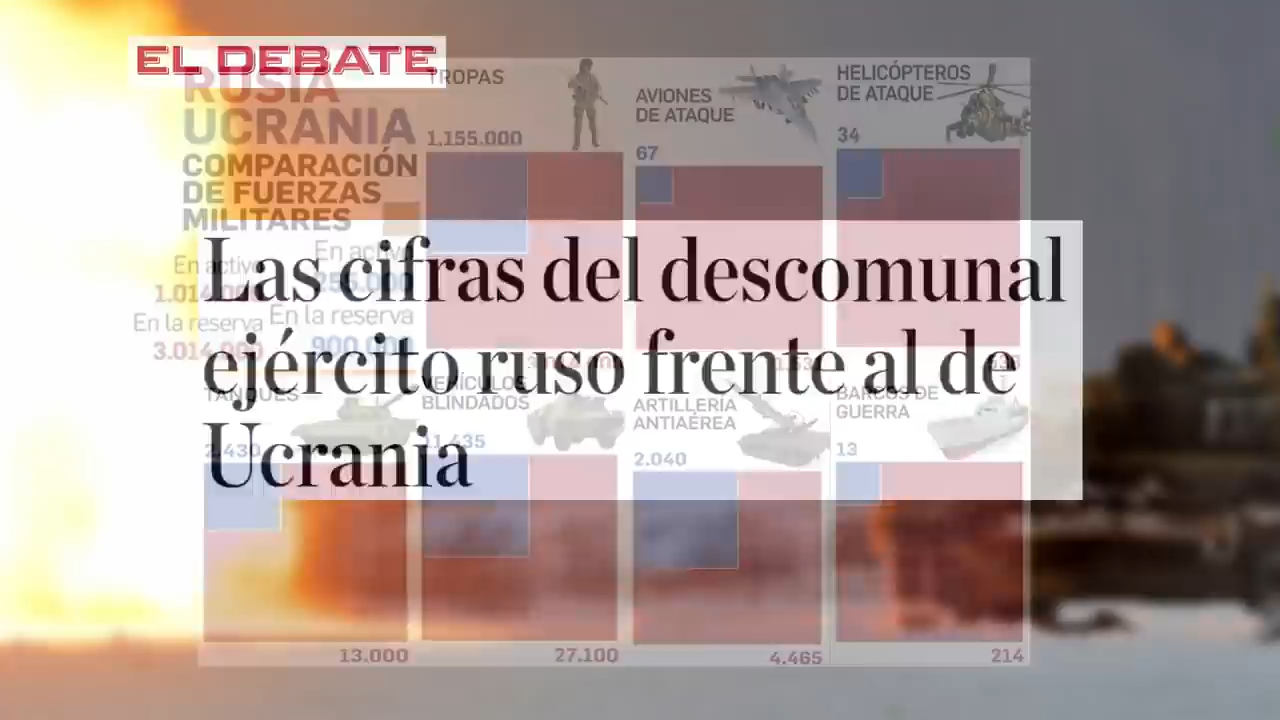 EL DEBATE
RUSIA
UCRANIA
COMPARACIÓN
DE FUERZAS
MILITARES
En activo
1.014.000
En la reserva
3.014.000
En activo
256.000
En la reserva
900.000
TROPAS
1.155.000
AVIONES
DE ATAQUE
67
HELICÓPTEROS
DE ATAQUE
34
Las cifras del descomunal
ejército ruso frente al de
Ucrania
TANQUES
2.430
13.000
VEHÍCULOS
BLINDADOS
11.435
27.100
ARTILLERÍA
ANTIAÉREA
2.040
4.465
BARCOS DE
GUERRA
13
214